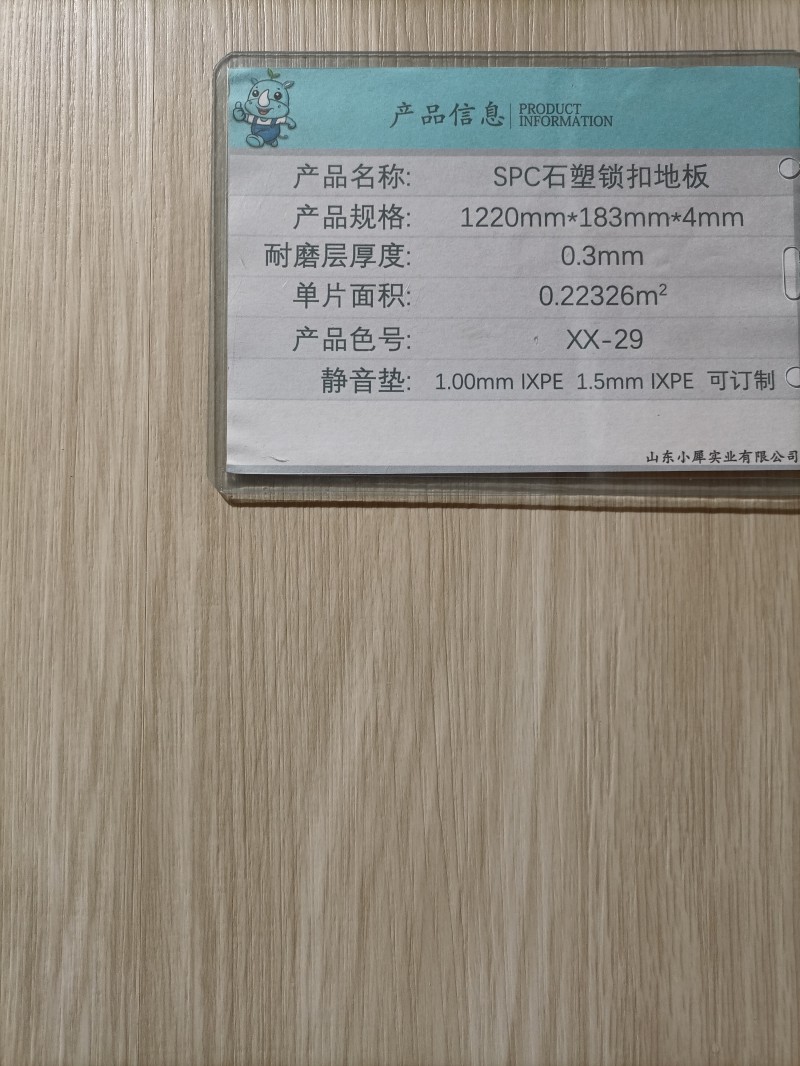 产品信息 PRODUCT INFORMATION
产品名称: SPC石塑锁扣地板
产品规格: 1220mm*183mm*4mm
耐磨层厚度: 0.3mm
单片面积: 0.22326m²
产品色号: XX-29
静音垫: 1.00mm IXPE 1.5mm IXPE 可订制
山东小犀实业有限公司